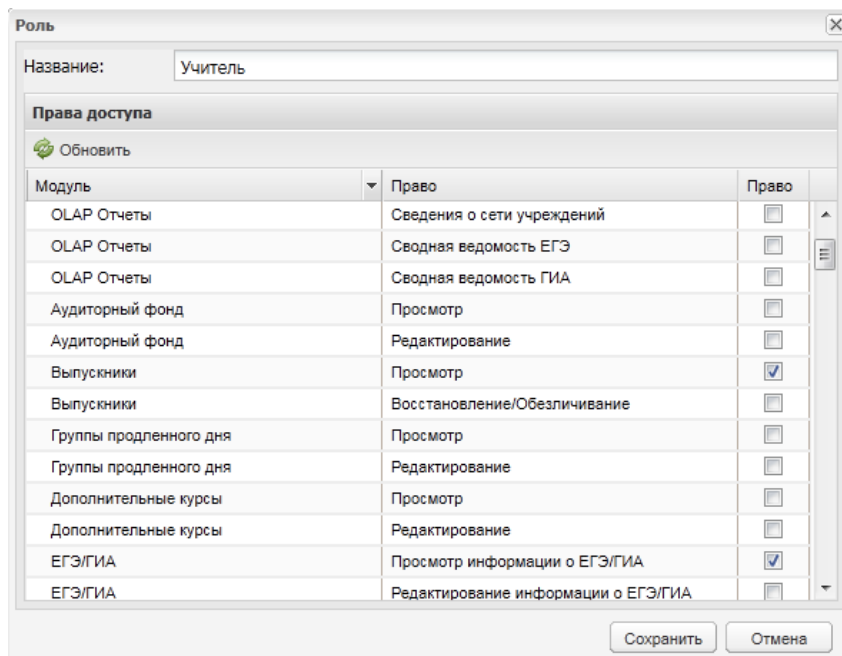 Роль
Название: Учитель
Права доступа
Обновить
Модуль Право Право
OLAP Отчеты Сведения о сети учреждений
OLAP Отчеты Сводная ведомость ЕГЭ
OLAP Отчеты Сводная ведомость ГИА
Аудиторный фонд Просмотр
Аудиторный фонд Редактирование
Выпускники Просмотр
Выпускники Восстановление/Обезличивание
Группы продленного дня Просмотр
Группы продленного дня Редактирование
Дополнительные курсы Просмотр
Дополнительные курсы Редактирование
ЕГЭ/ГИА Просмотр информации о ЕГЭ/ГИА
ЕГЭ/ГИА Редактирование информации о ЕГЭ/ГИА
Сохранить Отмена